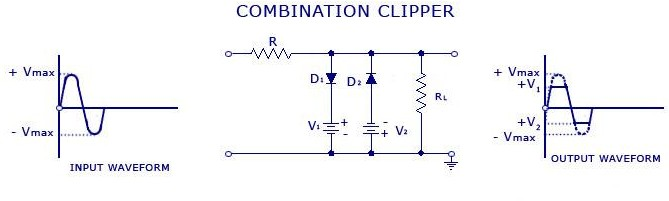 COMBINATION CLIPPER
R
+ Vmax
- Vmax
INPUT WAVEFORM
D1
D2
RL
V1
+
-
-
+
V2
+ Vmax
+V1
+V2
- Vmax
OUTPUT WAVEFORM